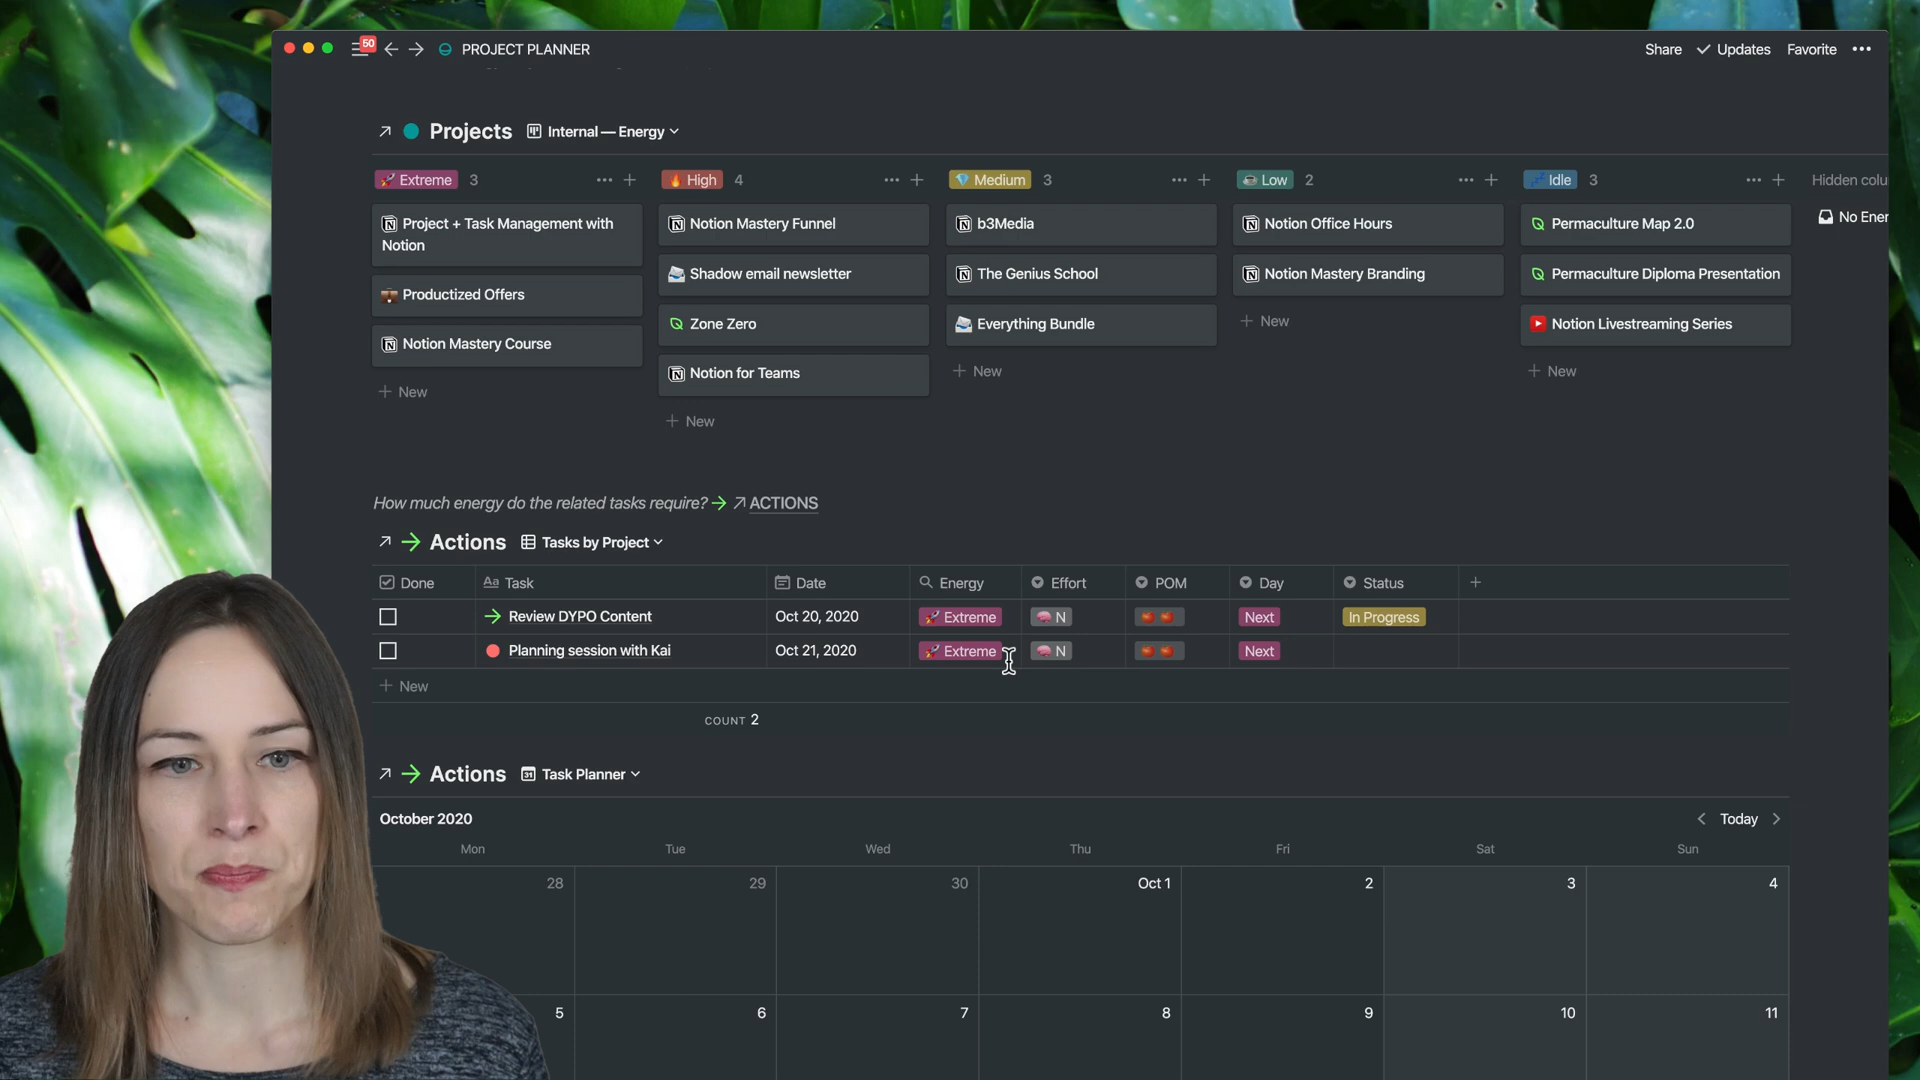 50
PROJECT PLANNER
Share
Updates
Favorite
Projects
Internal — Energy
Extreme 3
Project + Task Management with
Notion
Productized Offers
Notion Mastery Course
New
High 4
Notion Mastery Funnel
Shadow email newsletter
Zone Zero
Notion for Teams
New
Medium 3
b3Media
The Genius School
Everything Bundle
New
Low 2
Notion Office Hours
Notion Mastery Branding
New
Idle 3
Permaculture Map 2.0
Permaculture Diploma Presentation
Notion Livestreaming Series
New
Hidden colu
No Ener
How much energy do the related tasks require? → ↗ ACTIONS
Actions
Tasks by Project
Done Aa Task Date Energy Effort POM Day Status
Review DYPO Content Oct 20, 2020 Extreme N Next In Progress
Planning session with Kai Oct 21, 2020 Extreme N Next
New
COUNT 2
Actions
31 Task Planner
October 2020
Today
Mon Tue Wed Thu Fri Sat Sun
28 29 30 Oct 1 2 3 4
5 6 7 8 9 10 11